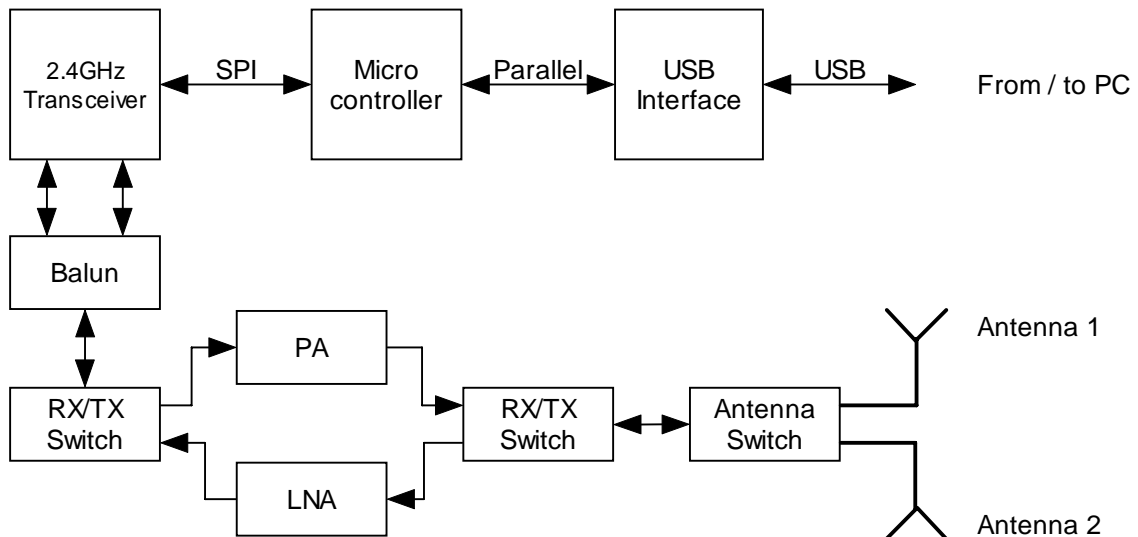 2.4GHz
Transceiver
SPI
Micro
controller
Parallel
USB
Interface
USB
From / to PC
Balun
PA
Antenna 1
RX/TX
Switch
RX/TX
Switch
Antenna
Switch
LNA
Antenna 2